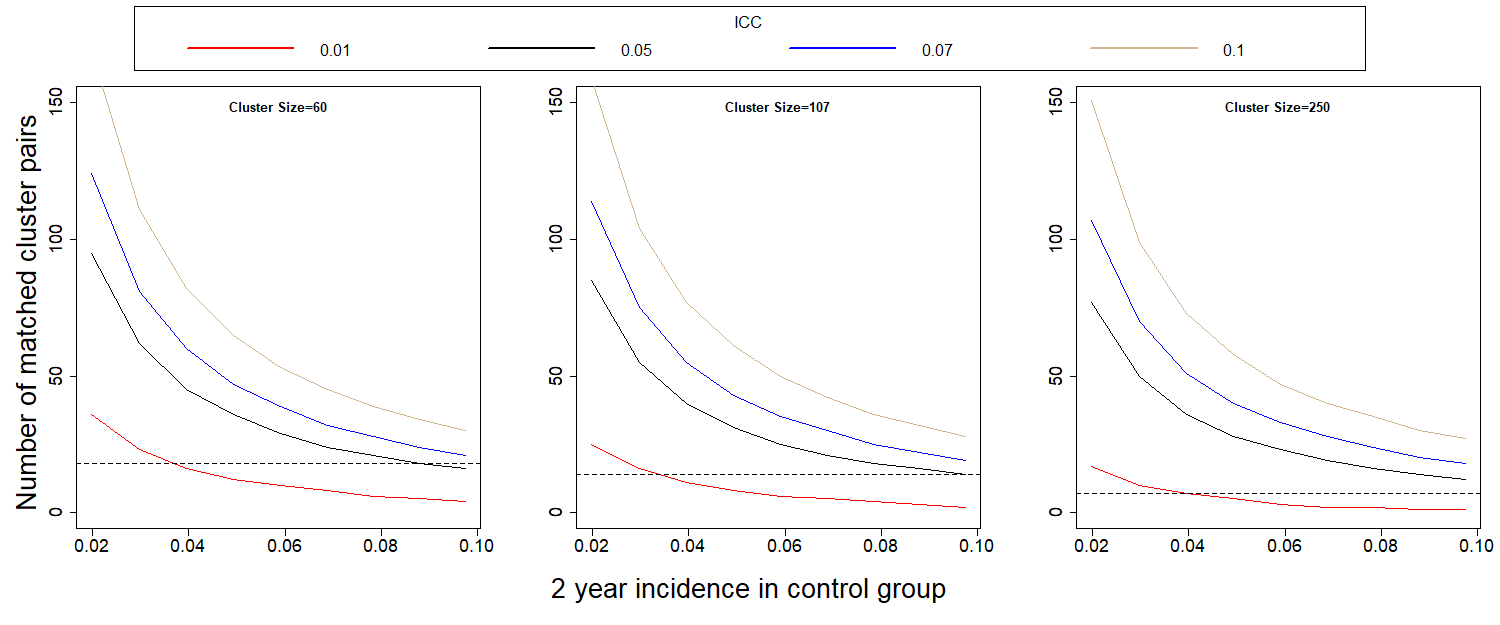 ICC
0.01 0.05 0.07 0.1
Cluster Size=60 Cluster Size=107 Cluster Size=250
Number of matched cluster pairs
150 150 150
100 100 100
50 50 50
0 0 0
0.02 0.04 0.06 0.08 0.10 0.02 0.04 0.06 0.08 0.10 0.02 0.04 0.06 0.08 0.10
2 year incidence in control group